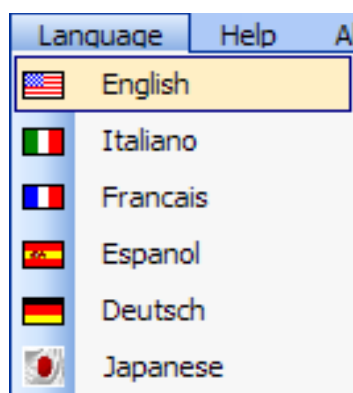 Language Help A
English
Italiano
Francais
Espanol
Deutsch
Japanese